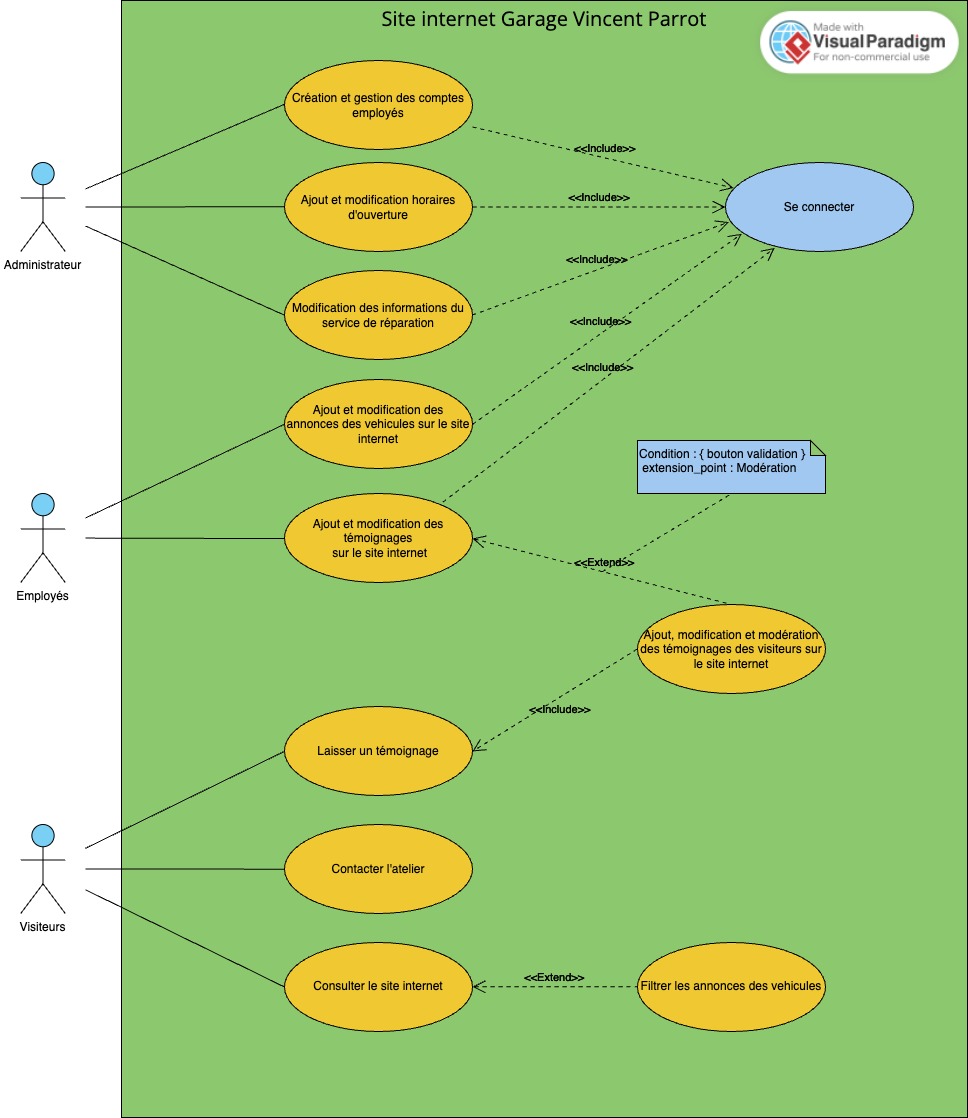 Site internet Garage Vincent Parrot
Made with
Visual Paradigm
For non-commercial use
Création et gestion des comptes
employés
<<Include>>
Ajout et modification horaires
d'ouverture
<<Include>>
Se connecter
Administrateur
<<Include>>
Modification des informations du
service de réparation
<<Include>>
<<Include>>
Ajout et modification des
annonces des vehicules sur le site
internet
Condition : { bouton validation }
extension_point : Modération
Ajout et modification des
témoignages
sur le site internet
<<Extend>>
Employés
Ajout, modification et modération
des témoignages des visiteurs sur
le site internet
<<Include>>
Laisser un témoignage
Contacter l'atelier
Visiteurs
Consulter le site internet
<<Extend>>
Filtrer les annonces des vehicules